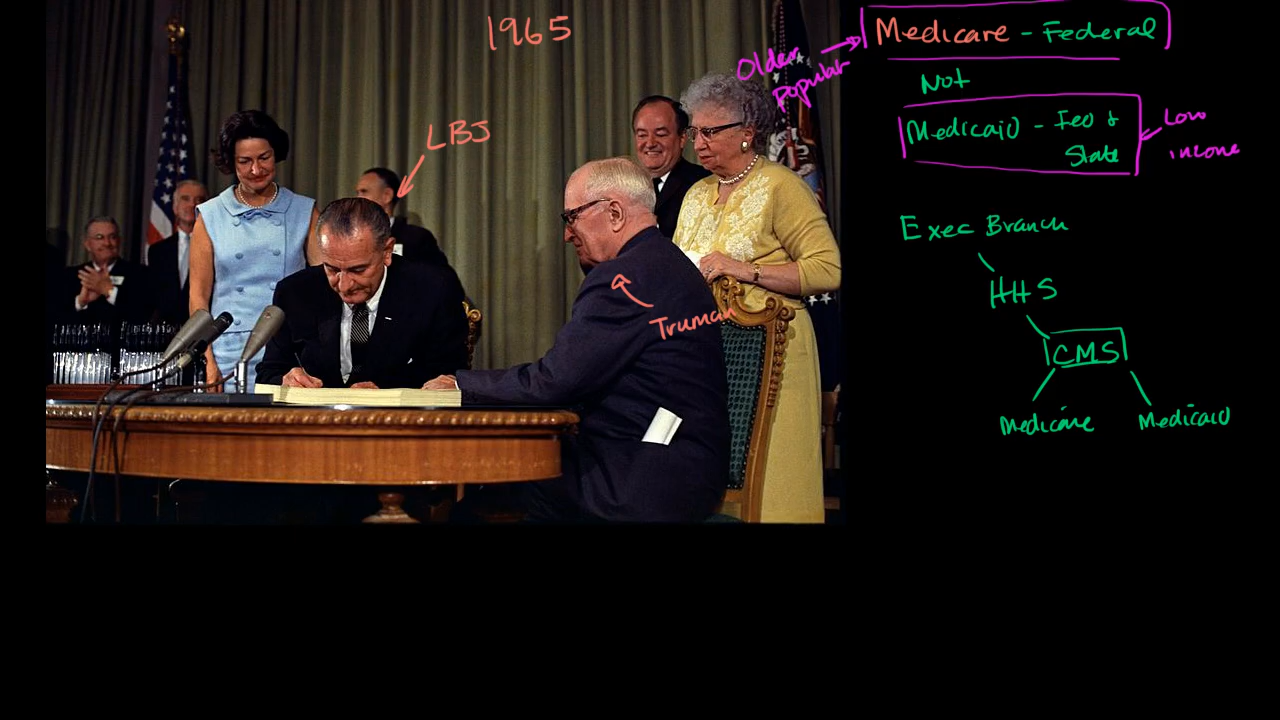 1965
LBJ
Truman
Older
popular
Medicare - Federal
Not
Medicaid - Fed &
State
Low
income
Exec Branch
HHS
CMS
Medicare
Medicaid